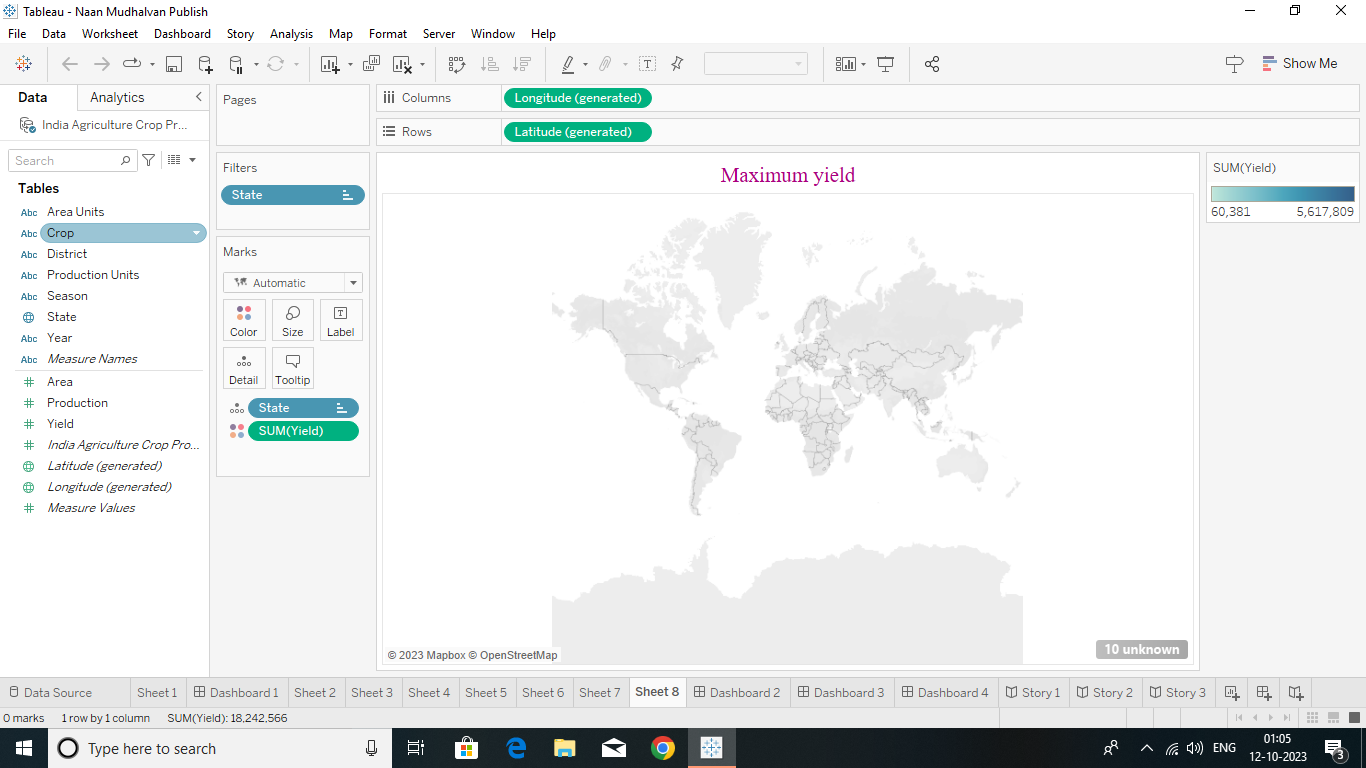 Tableau - Naan Mudhalvan Publish
File Data Worksheet Dashboard Story Analysis Map Format Server Window Help
Show Me
Data Analytics
India Agriculture Crop Pr...
Search
Tables
Abc Area Units
Abc Crop
Abc District
Abc Production Units
Abc Season
State
Abc Year
Abc Measure Names
Area
Production
Yield
India Agriculture Crop Pro...
Latitude (generated)
Longitude (generated)
Measure Values
Pages
Filters
State
Marks
Automatic
Color Size Label
Detail Tooltip
State
SUM(Yield)
Columns Longitude (generated)
Rows Latitude (generated)
Maximum yield
© 2023 Mapbox © OpenStreetMap
10 unknown
SUM(Yield)
60,381 5,617,809
Data Source Sheet 1 Dashboard 1 Sheet 2 Sheet 3 Sheet 4 Sheet 5 Sheet 6 Sheet 7 Sheet 8 Dashboard 2 Dashboard 3 Dashboard 4 Story 1 Story 2 Story 3
0 marks 1 row by 1 column SUM(Yield): 18,242,566
Type here to search
ENG
01:05
12-10-2023
3